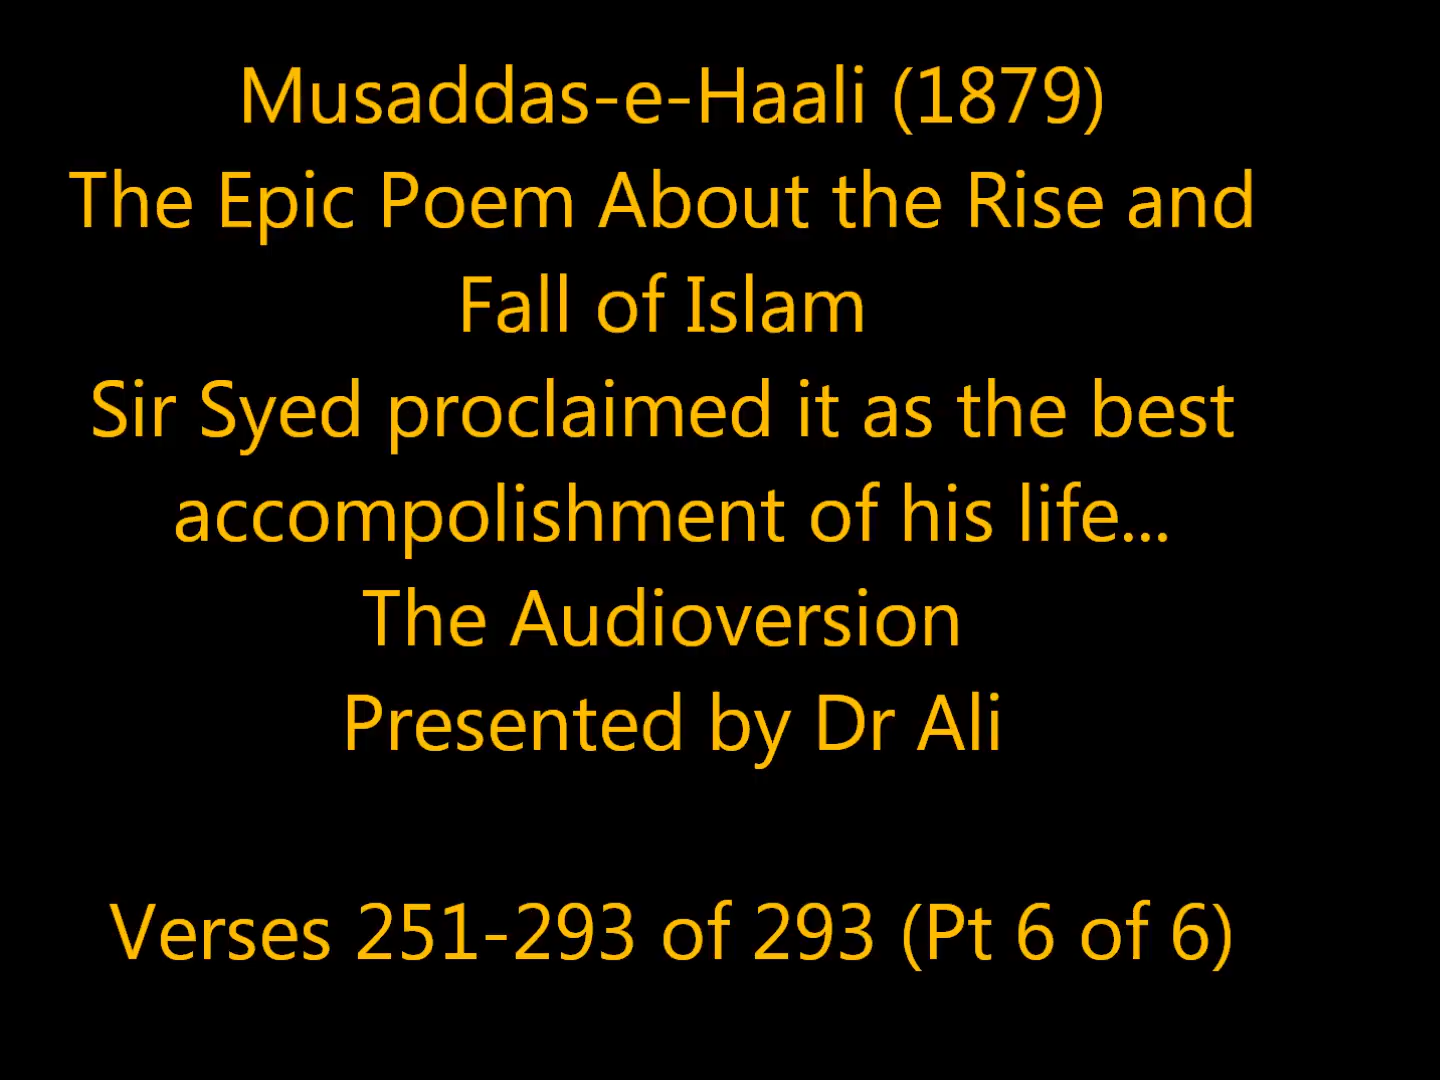 Musaddas-e-Haali (1879)
The Epic Poem About the Rise and
Fall of Islam
Sir Syed proclaimed it as the best
accompolishment of his life...
The Audioversion
Presented by Dr Ali
Verses 251-293 of 293 (Pt 6 of 6)